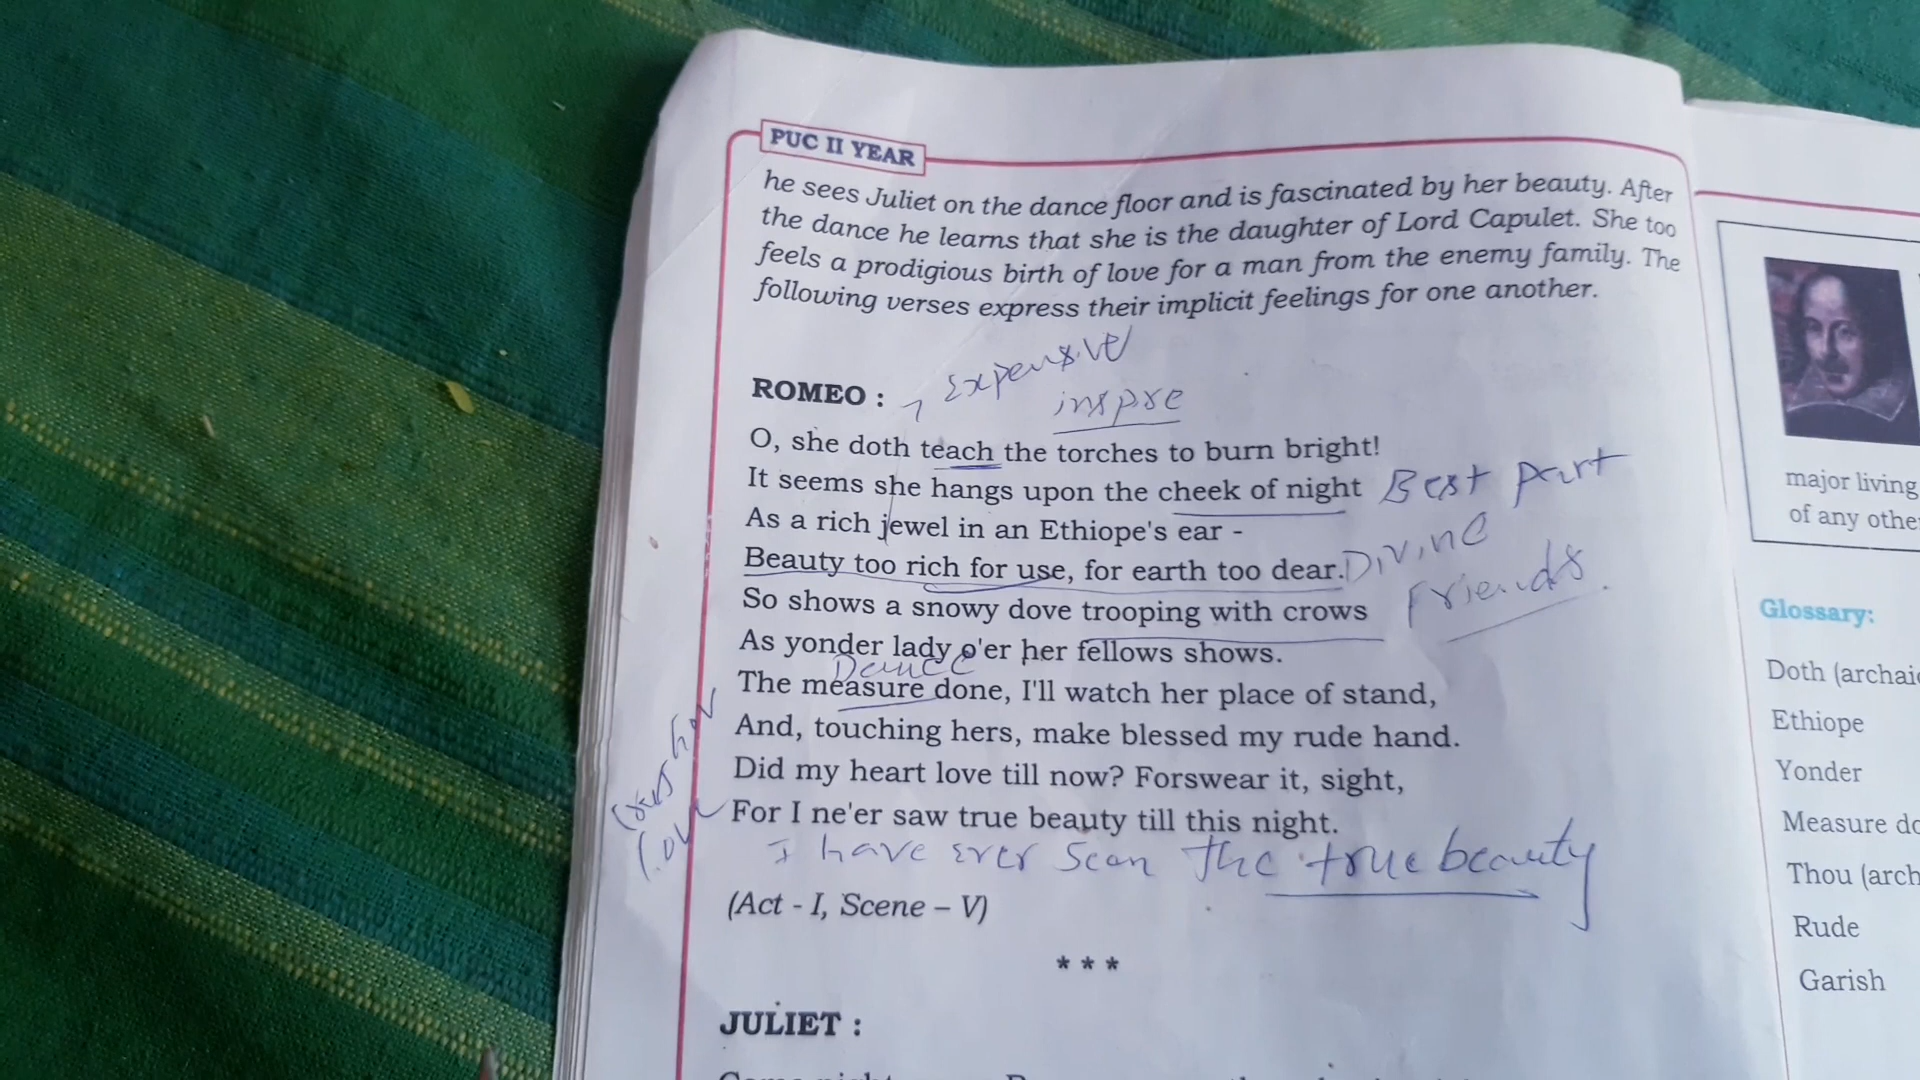 PUC II YEAR
he sees Juliet on the dance floor and is fascinated by her beauty. After
the dance he learns that she is the daughter of Lord Capulet. She too
feels a prodigious birth of love for a man from the enemy family. The
following verses express their implicit feelings for one another.
Expensive
ROMEO :
inspre
O, she doth teach the torches to burn bright!
It seems she hangs upon the cheek of night Best part
As a rich jewel in an Ethiope's ear -
Divine
Beauty too rich for use, for earth too dear.
Friends.
So shows a snowy dove trooping with crows
As yonder lady o'er her fellows shows.
Dance
The measure done, I'll watch her place of stand,
And, touching hers, make blessed my rude hand.
Did my heart love till now? Forswear it, sight,
For I ne'er saw true beauty till this night.
I have ever seen the true beauty
(Act - I, Scene – V)
* * *
JULIET :
major living
of any othe
Glossary:
Doth (archai
Ethiope
Yonder
Measure do
Thou (arch
Rude
Garish